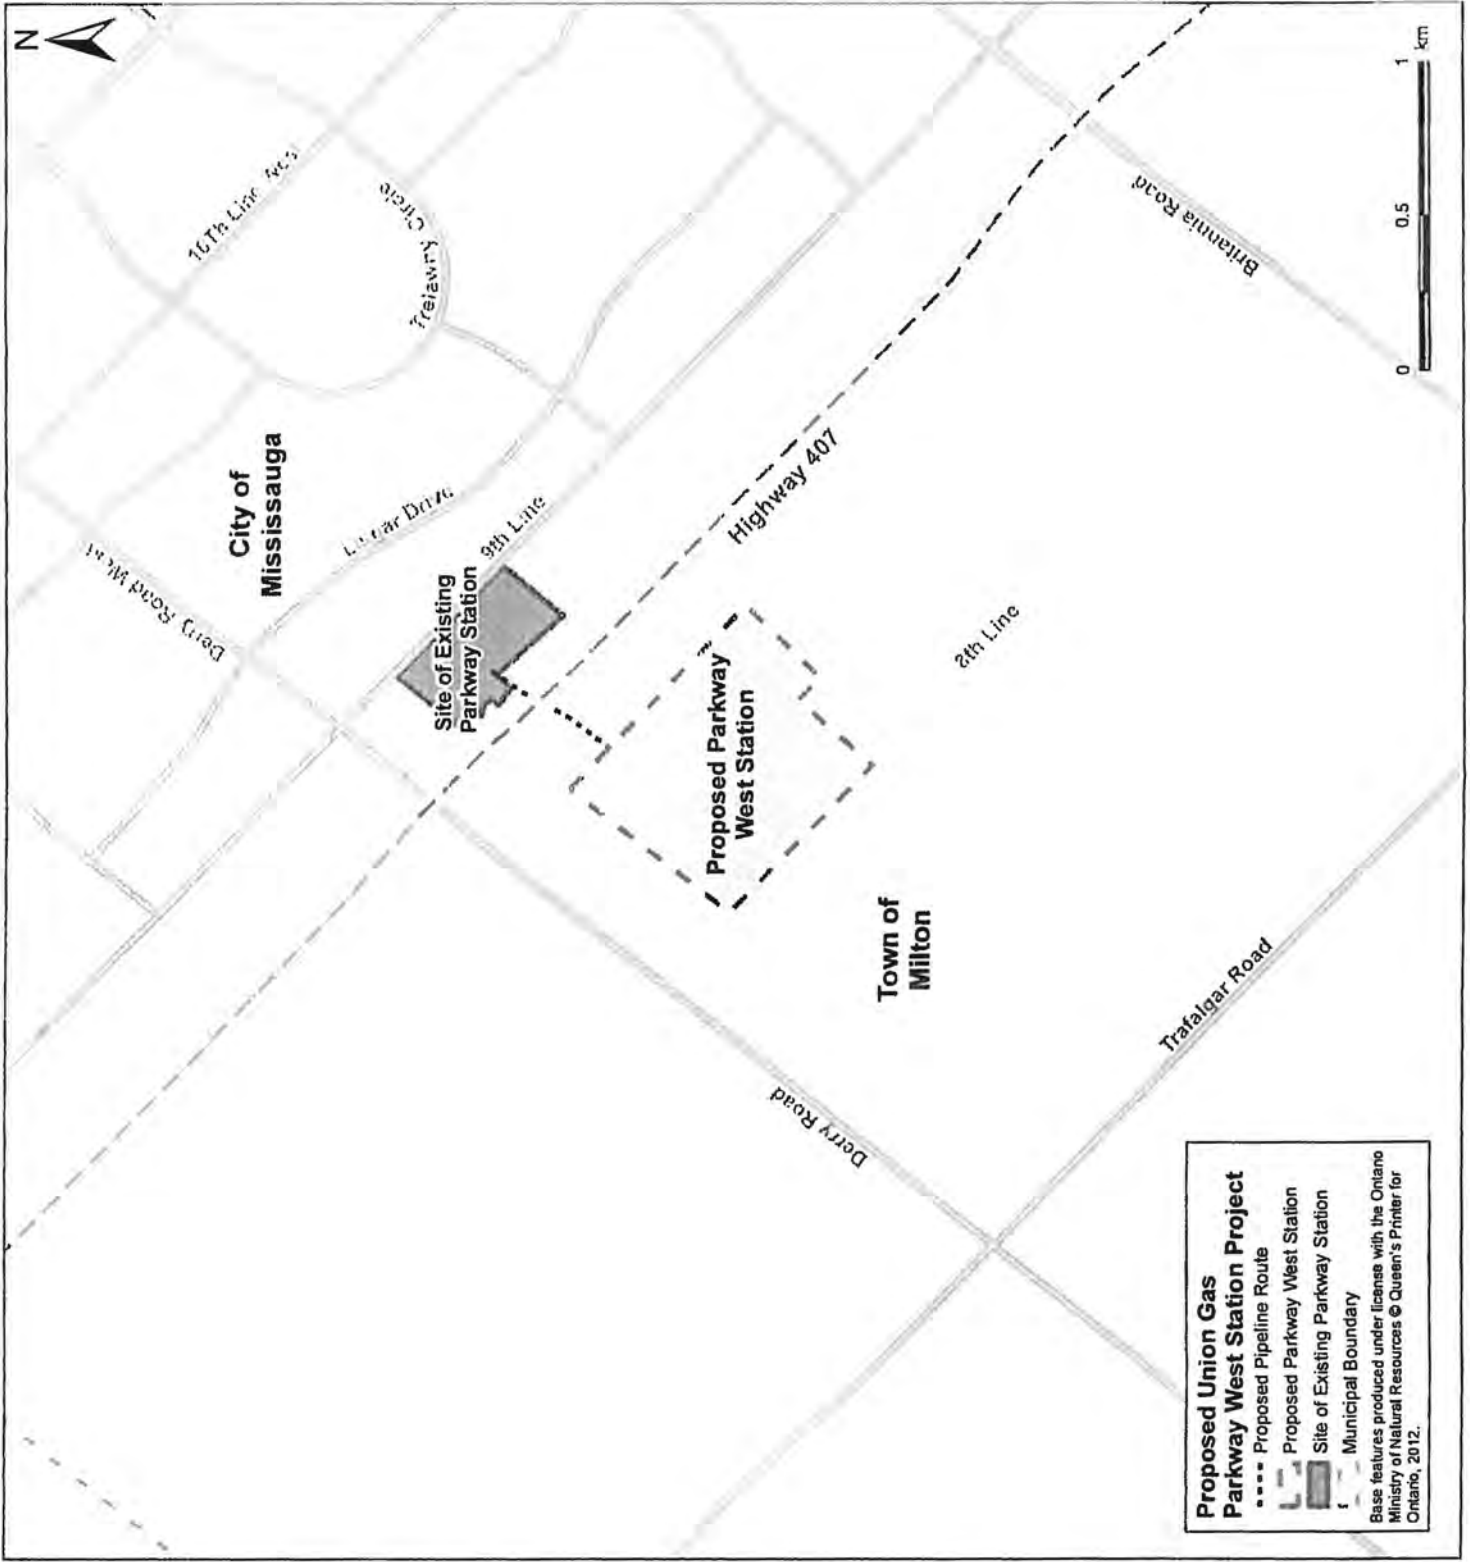 N
10Th Line West
Trelawny Circle
City of
Mississauga
Derry Road West
Lisgar Drive
9th Line
Site of Existing
Parkway Station
Highway 407
Britannia Road
Proposed Parkway
West Station
8th Line
Town of
Milton
Derry Road
Trafalgar Road
0 0.5 1
km
Proposed Union Gas
Parkway West Station Project
Proposed Pipeline Route
Proposed Parkway West Station
Site of Existing Parkway Station
Municipal Boundary
Base features produced under license with the Ontario
Ministry of Natural Resources © Queen's Printer for
Ontario, 2012.